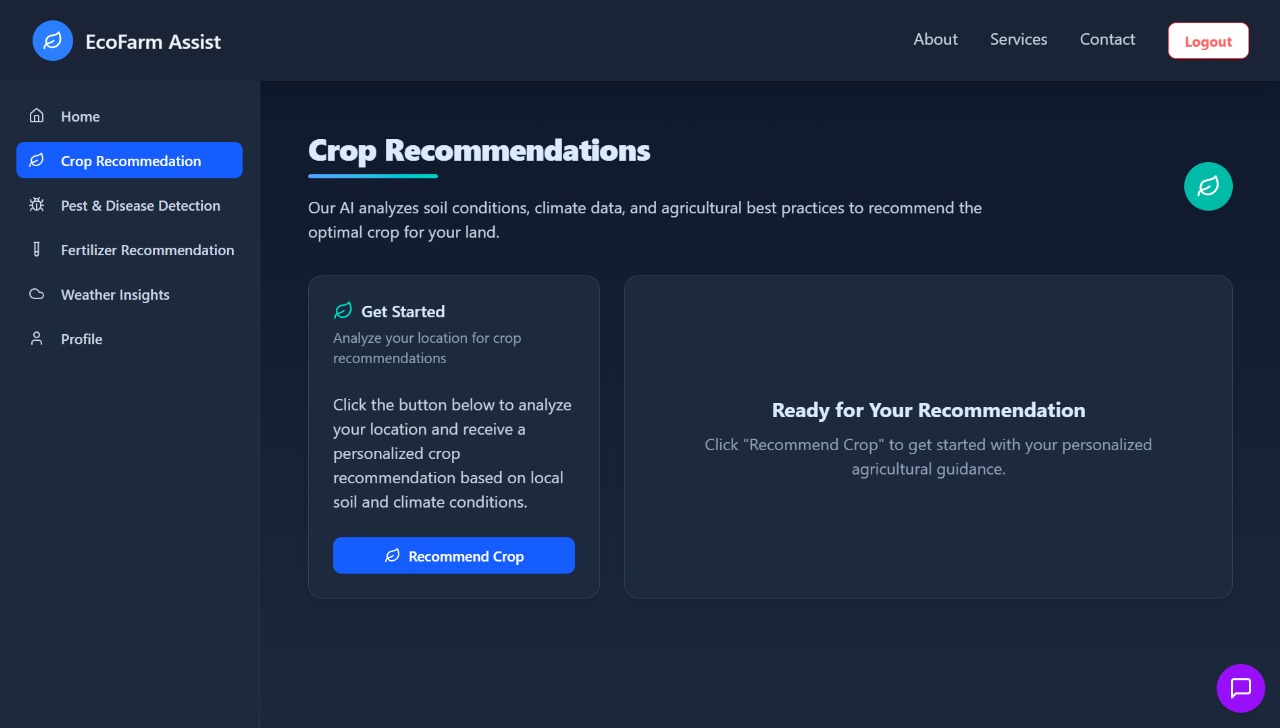 EcoFarm Assist
About
Services
Contact
Logout
Home
Crop Recommedation
Pest & Disease Detection
Fertilizer Recommendation
Weather Insights
Profile
Crop Recommendations
Our AI analyzes soil conditions, climate data, and agricultural best practices to recommend the
optimal crop for your land.
Get Started
Analyze your location for crop
recommendations
Click the button below to analyze
your location and receive a
personalized crop
recommendation based on local
soil and climate conditions.
Recommend Crop
Ready for Your Recommendation
Click "Recommend Crop" to get started with your personalized
agricultural guidance.